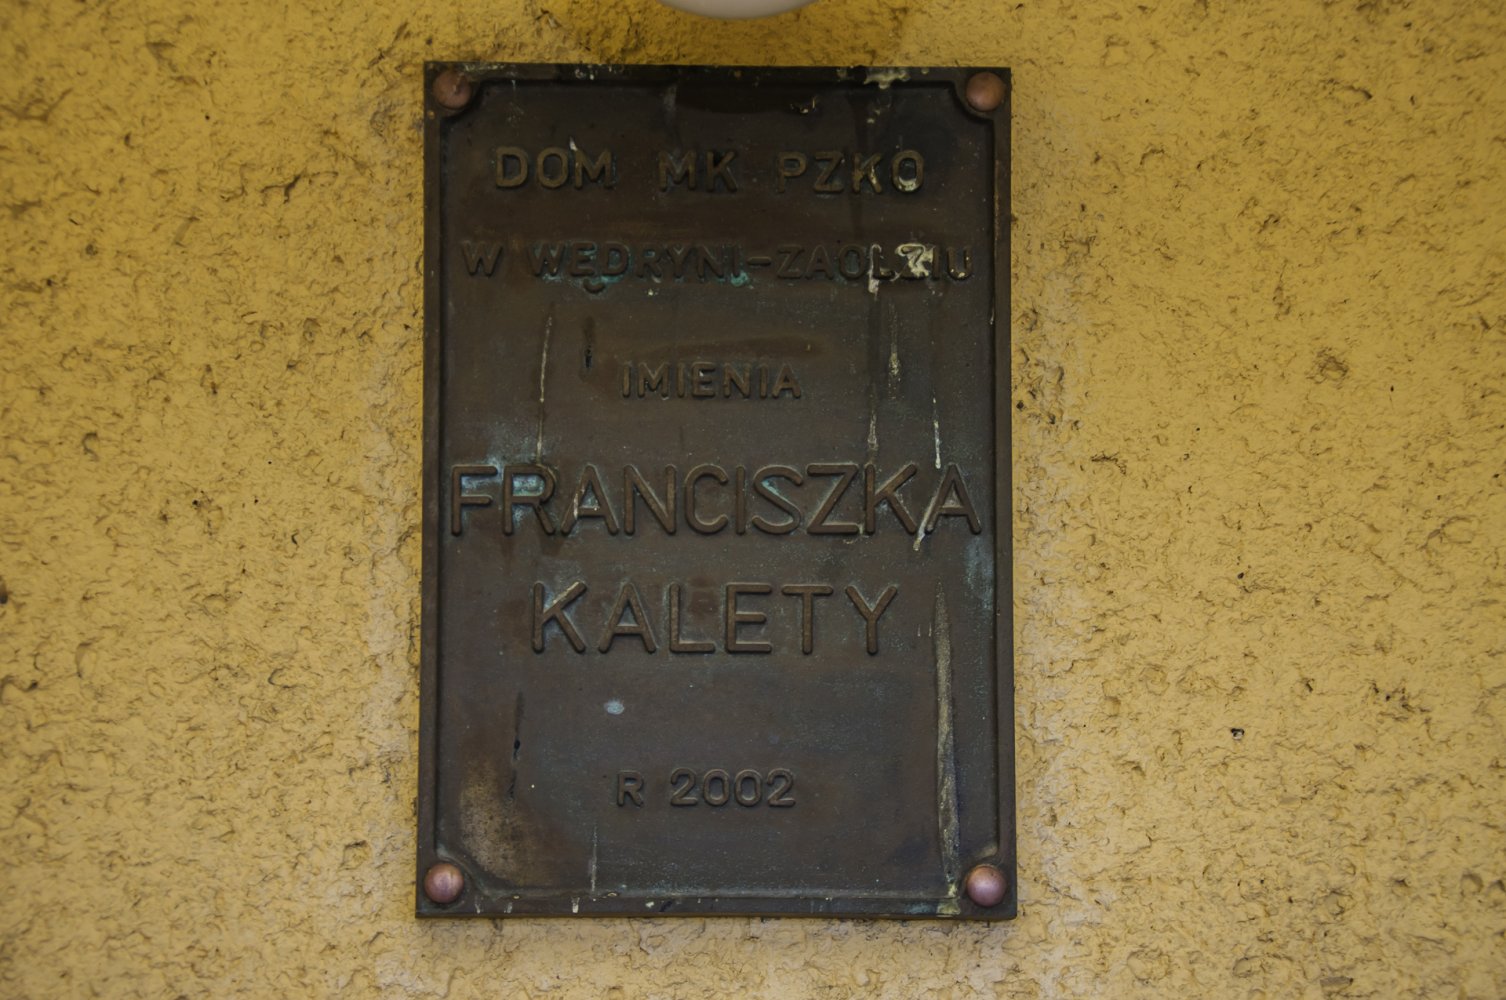 DOM MK PZKO
W WĘDRYNI-ZAOLZIU
IMIENIA
FRANCISZKA
KALETY
R 2002